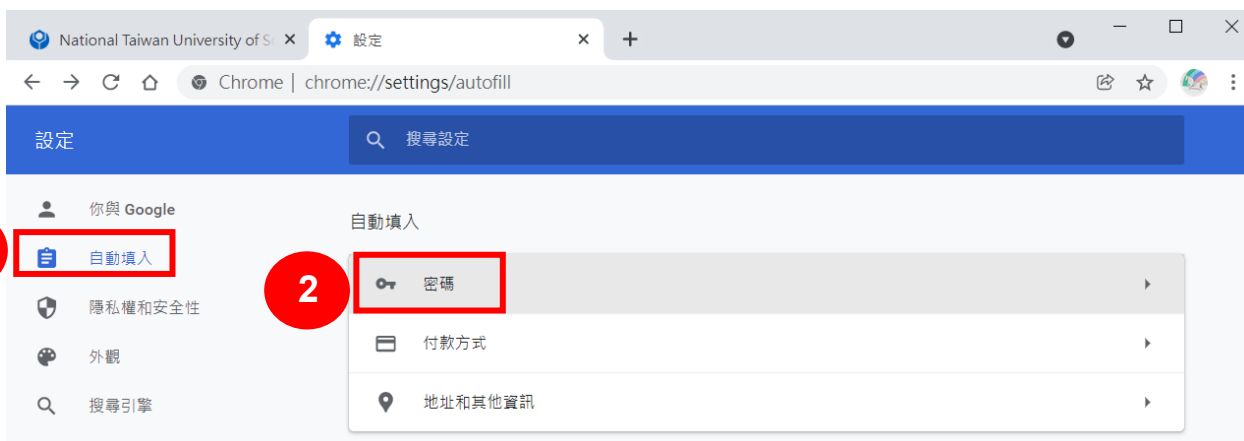 National Taiwan University of S
設定
Chrome | chrome://settings/autofill
設定
搜尋設定
你與 Google
自動填入
自動填入
2
密碼
隱私權和安全性
付款方式
外觀
地址和其他資訊
搜尋引擎